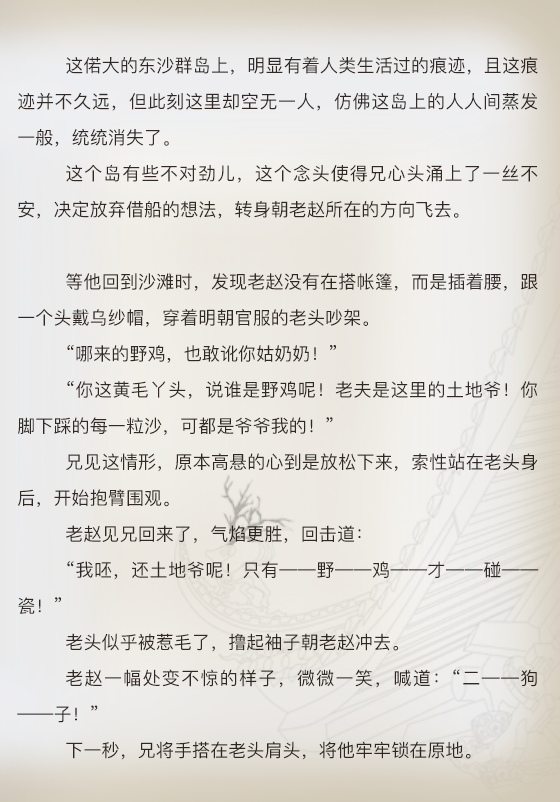 这偌大的东沙群岛上，明显有着人类生活过的痕迹，且这痕
迹并不久远，但此刻这里却空无一人，仿佛这岛上的人人间蒸发
一般，统统消失了。
这个岛有些不对劲儿，这个念头使得兄心头涌上了一丝不
安，决定放弃借船的想法，转身朝老赵所在的方向飞去。
等他回到沙滩时，发现老赵没有在搭帐篷，而是插着腰，跟
一个头戴乌纱帽，穿着明朝官服的老头吵架。
“哪来的野鸡，也敢讹你姑奶奶！”
“你这黄毛丫头，说谁是野鸡呢！老夫是这里的土地爷！你
脚下踩的每一粒沙，可都是爷爷我的！”
兄见这情形，原本高悬的心到是放松下来，索性站在老头身
后，开始抱臂围观。
老赵见兄回来了，气焰更胜，回击道：
“我呸，还土地爷呢！只有——野——鸡——才——碰——
瓷！”
老头似乎被惹毛了，撸起袖子朝老赵冲去。
老赵一幅处变不惊的样子，微微一笑，喊道：“二——狗
——子！”
下一秒，兄将手搭在老头肩头，将他牢牢锁在原地。